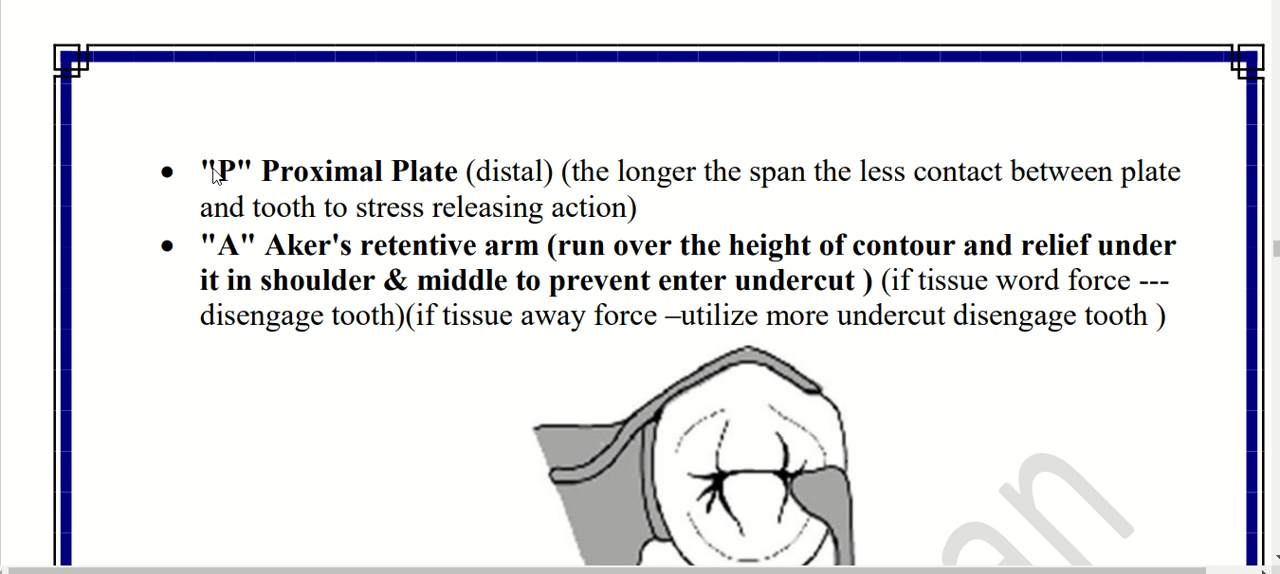 • "P" Proximal Plate (distal) (the longer the span the less contact between plate
and tooth to stress releasing action)
• "A" Aker's retentive arm (run over the height of contour and relief under
it in shoulder & middle to prevent enter undercut ) (if tissue word force ---
disengage tooth)(if tissue away force –utilize more undercut disengage tooth )
an